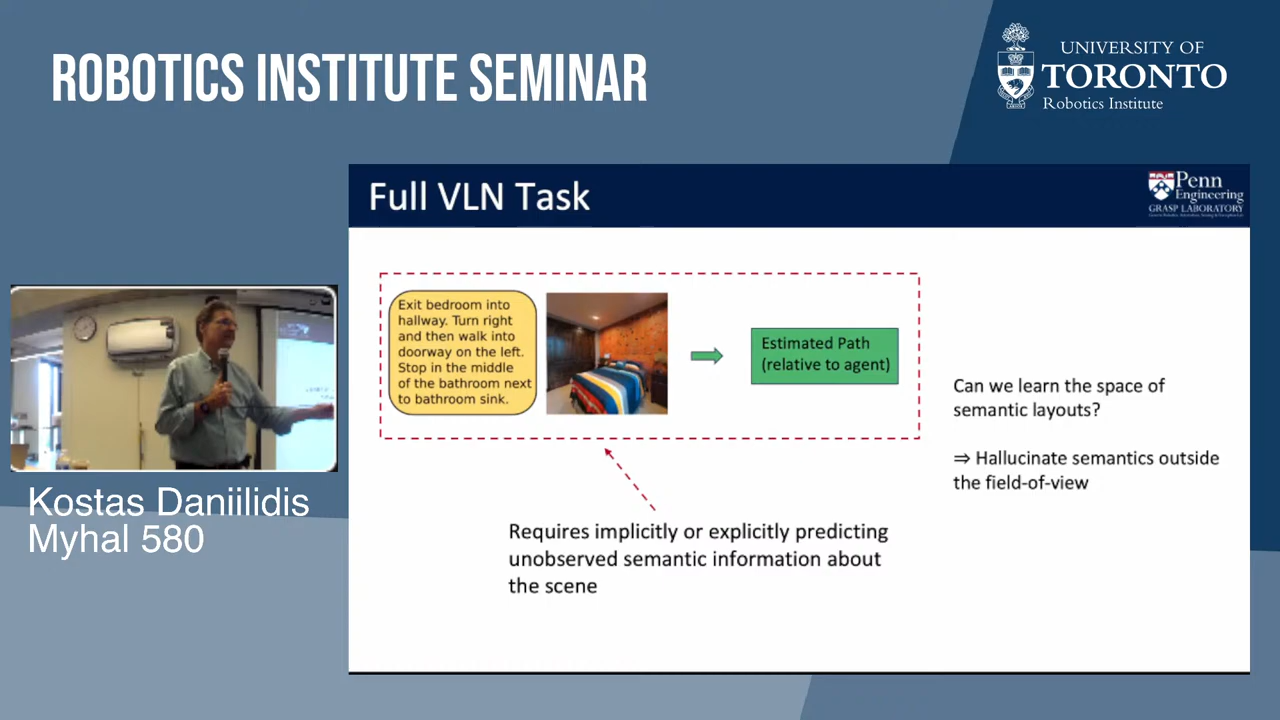 ROBOTICS INSTITUTE SEMINAR
UNIVERSITY OF
TORONTO
Robotics Institute
Full VLN Task
Penn
Engineering
GRASP LABORATORY
Exit bedroom into
hallway. Turn right
and then walk into
doorway on the left.
Stop in the middle
of the bathroom next
to bathroom sink.
Estimated Path
(relative to agent)
Can we learn the space of
semantic layouts?
⇒ Hallucinate semantics outside
the field-of-view
Requires implicitly or explicitly predicting
unobserved semantic information about
the scene
Kostas Daniilidis
Myhal 580